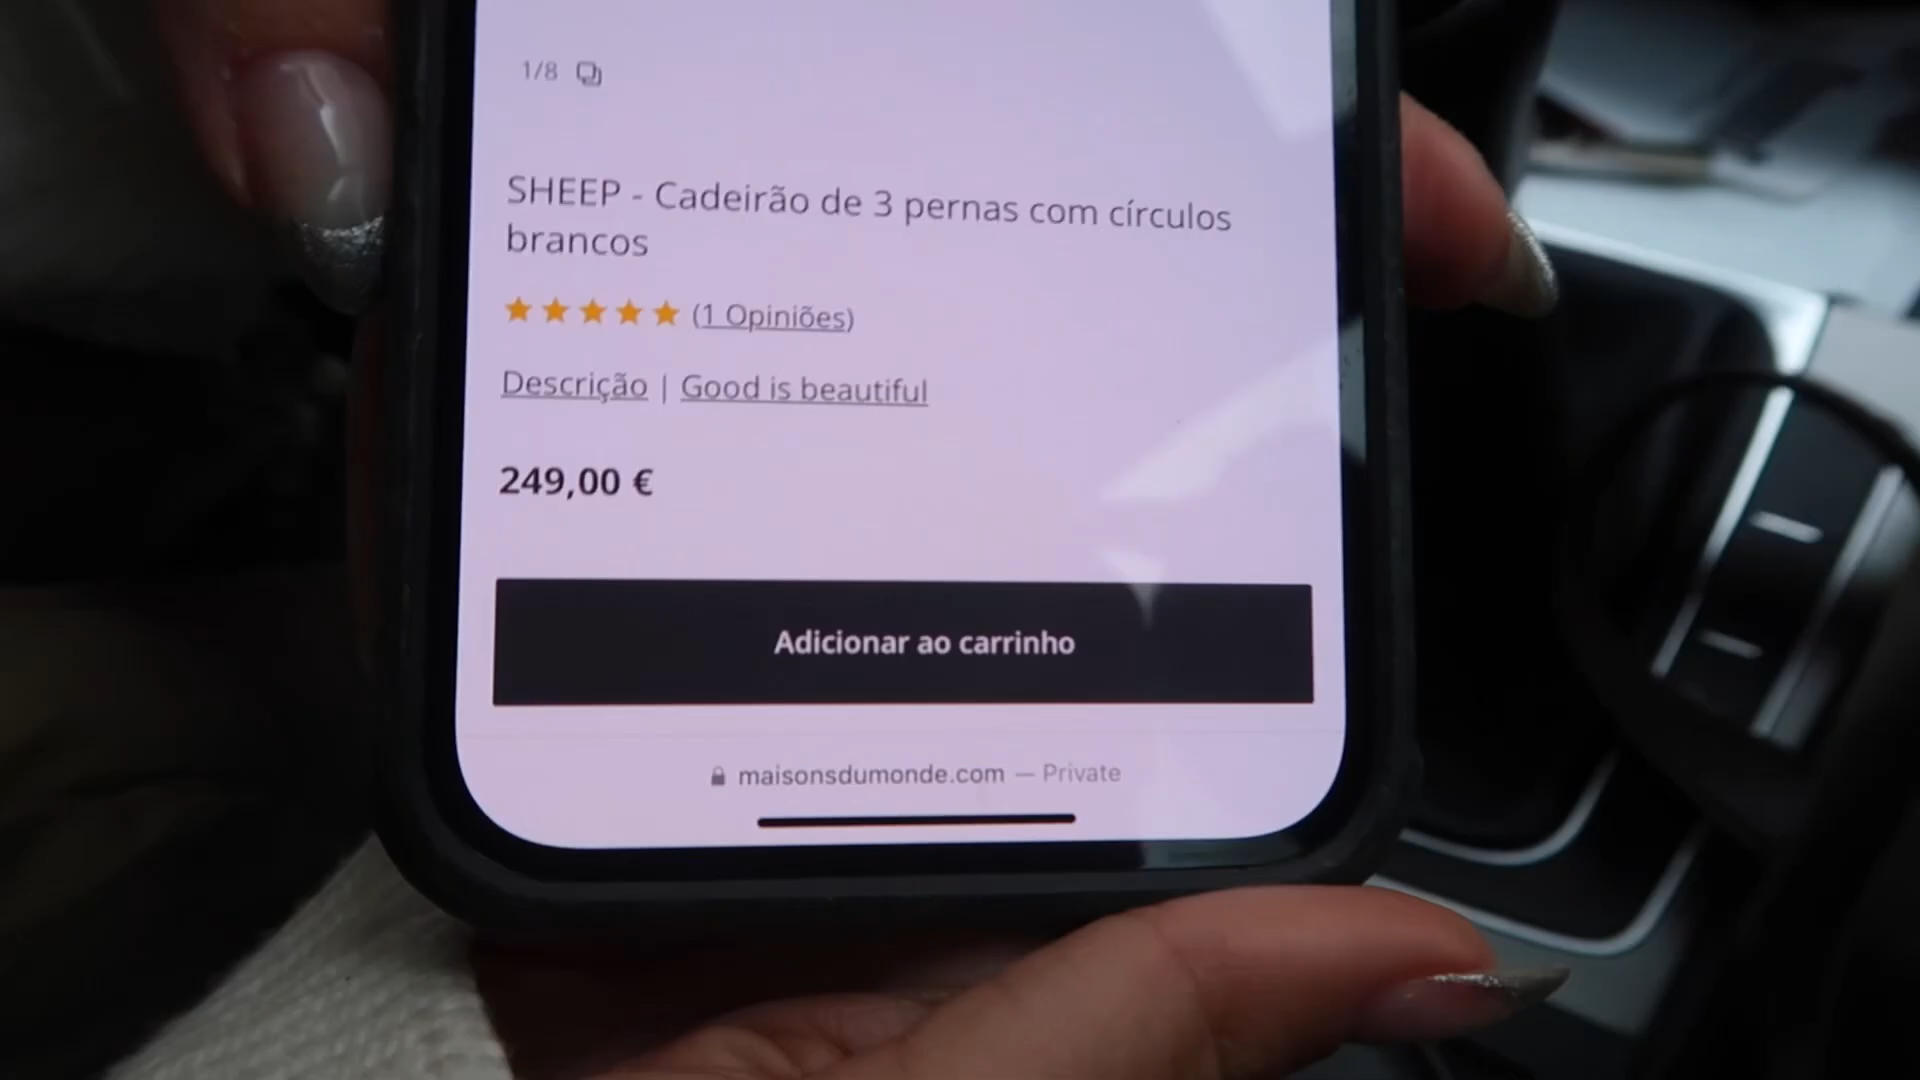 1/8
SHEEP - Cadeirão de 3 pernas com círculos
brancos
(1 Opiniões)
Descrição | Good is beautiful
249,00 €
Adicionar ao carrinho
maisonsdumonde.com — Private